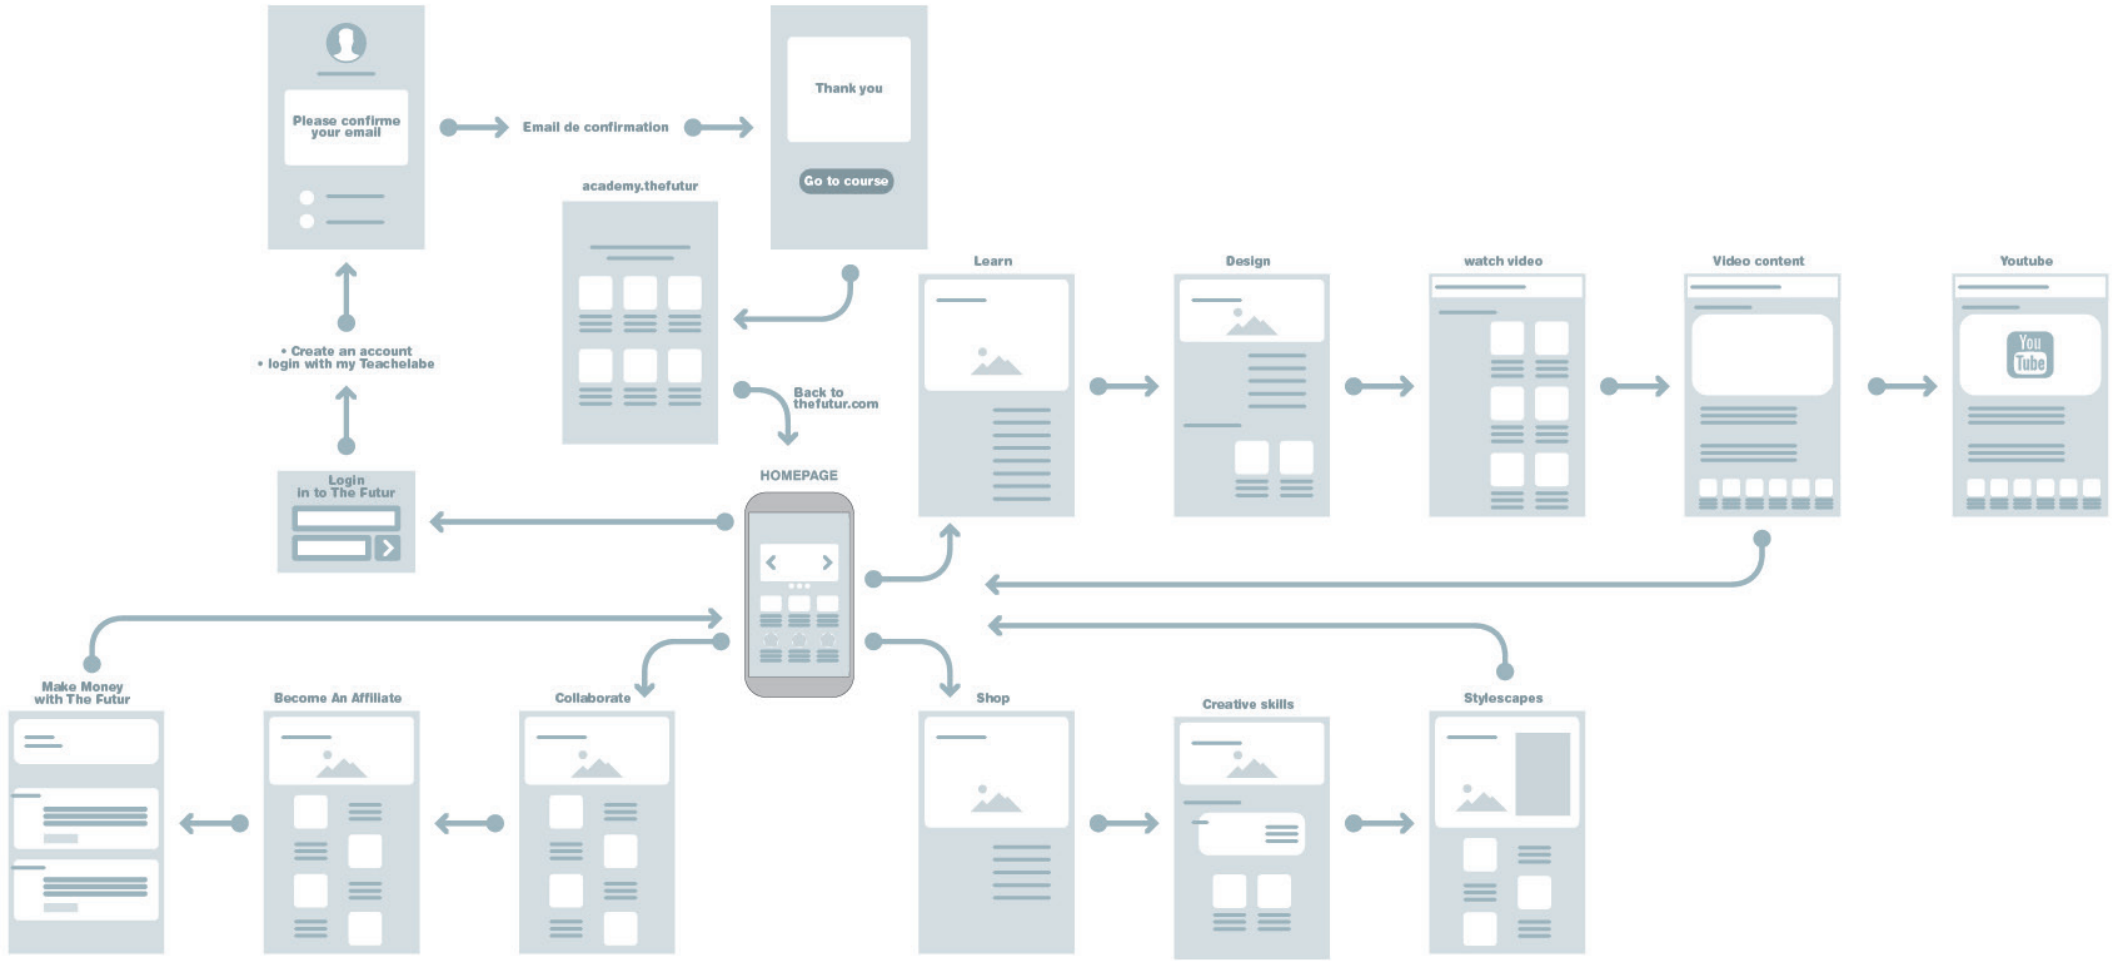 Please confirme
your email
Email de confirmation
Thank you
Go to course
academy.thefutur
• Create an account
• login with my Teachelabe
Back to
thefutur.com
Login
in to The Futur
HOMEPAGE
Learn
Design
watch video
Video content
Youtube
You
Tube
Make Money
with The Futur
Become An Affiliate
Collaborate
Shop
Creative skills
Stylescapes